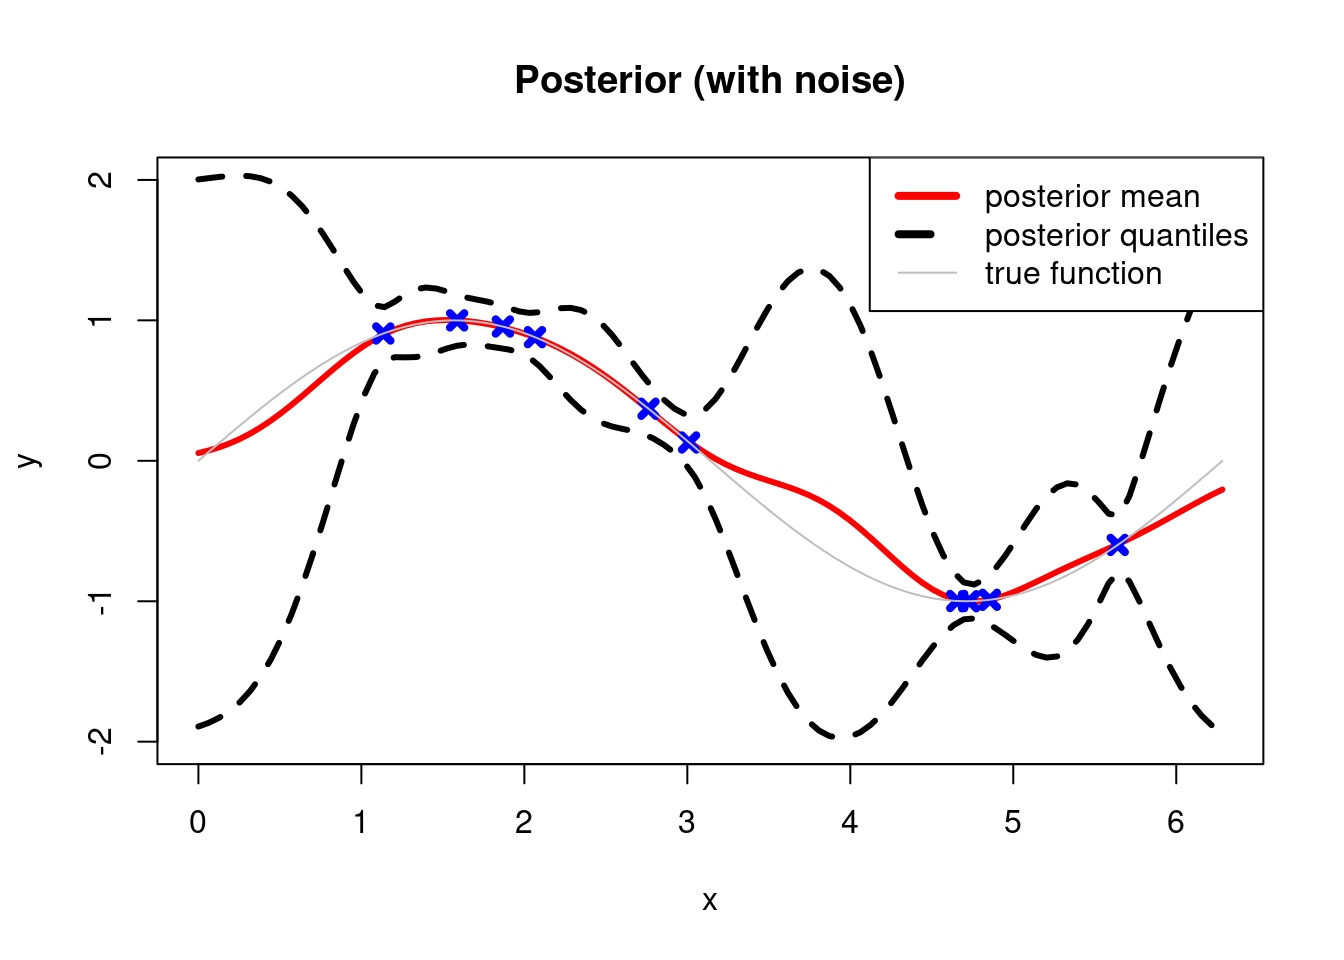 Posterior (with noise)
posterior mean
posterior quantiles
true function
y
2
1
0
-1
-2
0 1 2 3 4 5 6
x